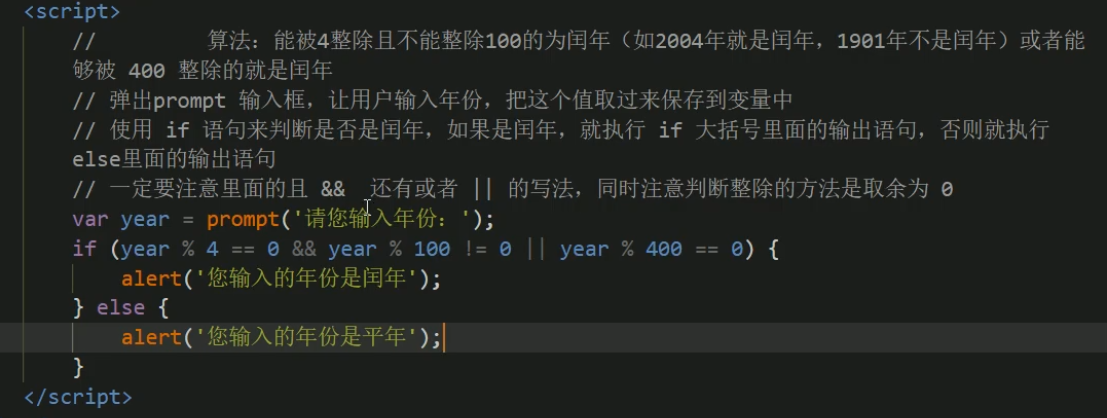 <script>
//        算法：能被4整除且不能整除100的为闰年（如2004年就是闰年，1901年不是闰年）或者能
够被 400 整除的就是闰年
// 弹出prompt 输入框，让用户输入年份，把这个值取过来保存到变量中
// 使用 if 语句来判断是否是闰年，如果是闰年，就执行 if 大括号里面的输出语句，否则就执行
else里面的输出语句
// 一定要注意里面的且 &&  还有或者 || 的写法，同时注意判断整除的方法是取余为 0
var year = prompt('请您输入年份：');
if (year % 4 == 0 && year % 100 != 0 || year % 400 == 0) {
alert('您输入的年份是闰年');
} else {
alert('您输入的年份是平年');
}
</script>